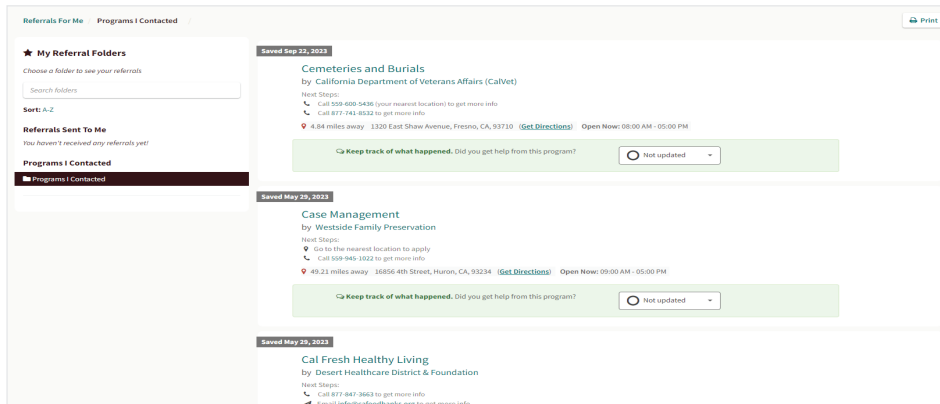 Referrals For Me / Programs I Contacted /
Print
★ My Referral Folders
Choose a folder to see your referrals
Search folders
Sort: A-Z
Referrals Sent To Me
You haven't received any referrals yet!
Programs I Contacted
Programs I Contacted
Saved Sep 22, 2023
Cemeteries and Burials
by California Department of Veterans Affairs (CalVet)
Next Steps:
Call 559-600-5436 (your nearest location) to get more info
Call 877-741-8532 to get more info
4.84 miles away 1320 East Shaw Avenue, Fresno, CA, 93710 (Get Directions) Open Now: 08:00 AM - 05:00 PM
Keep track of what happened. Did you get help from this program?
Not updated
Saved May 29, 2023
Case Management
by Westside Family Preservation
Next Steps:
Go to the nearest location to apply
Call 559-945-1022 to get more info
49.21 miles away 16856 4th Street, Huron, CA, 93234 (Get Directions) Open Now: 09:00 AM - 05:00 PM
Keep track of what happened. Did you get help from this program?
Not updated
Saved May 29, 2023
Cal Fresh Healthy Living
by Desert Healthcare District & Foundation
Next Steps:
Call 877-847-3663 to get more info
Email info@cafoodbanks.org to get more info